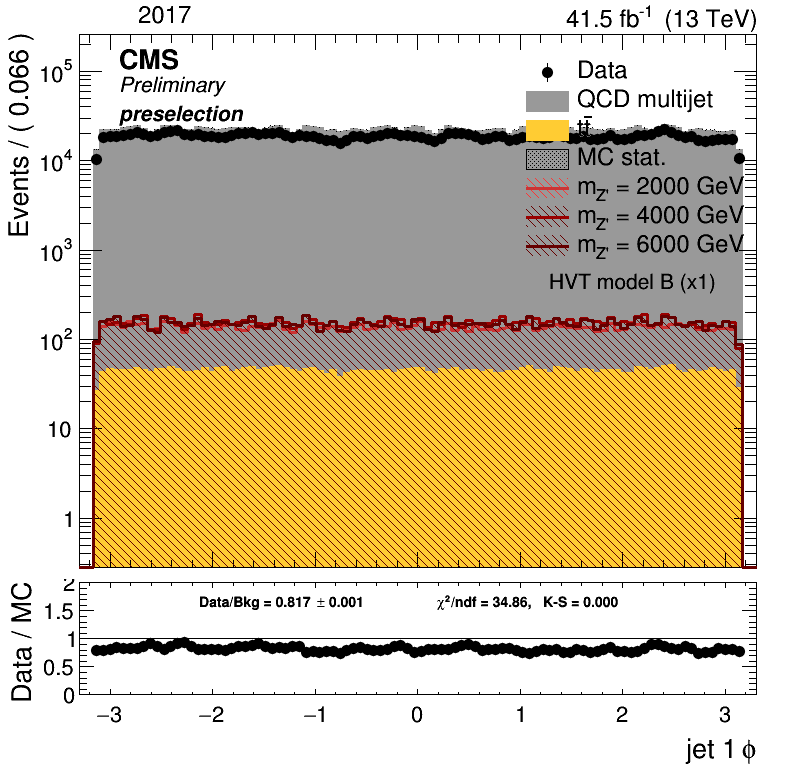 2017
41.5 fb⁻¹ (13 TeV)
CMS
Preliminary
preselection
Data
QCD multijet
tt̄
MC stat.
m_Z' = 2000 GeV
m_Z' = 4000 GeV
m_Z' = 6000 GeV
HVT model B (x1)
Events / ( 0.066 )
10⁵
10⁴
10³
10²
10
1
Data/Bkg = 0.817 ± 0.001
χ²/ndf = 34.86, K-S = 0.000
Data / MC
2
1.5
1
0.5
0
−3 −2 −1 0 1 2 3
jet 1 ϕ